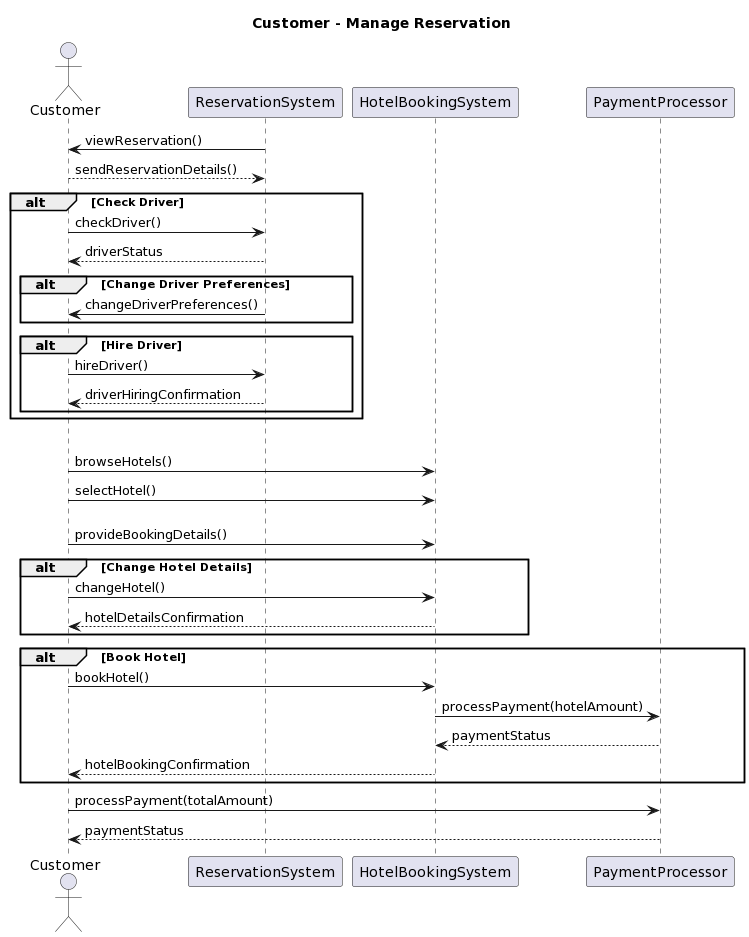 Customer - Manage Reservation
Customer
ReservationSystem
HotelBookingSystem
PaymentProcessor
viewReservation()
sendReservationDetails()
alt [Check Driver]
checkDriver()
driverStatus
alt [Change Driver Preferences]
changeDriverPreferences()
alt [Hire Driver]
hireDriver()
driverHiringConfirmation
browseHotels()
selectHotel()
provideBookingDetails()
alt [Change Hotel Details]
changeHotel()
hotelDetailsConfirmation
alt [Book Hotel]
bookHotel()
processPayment(hotelAmount)
paymentStatus
hotelBookingConfirmation
processPayment(totalAmount)
paymentStatus
Customer
ReservationSystem
HotelBookingSystem
PaymentProcessor